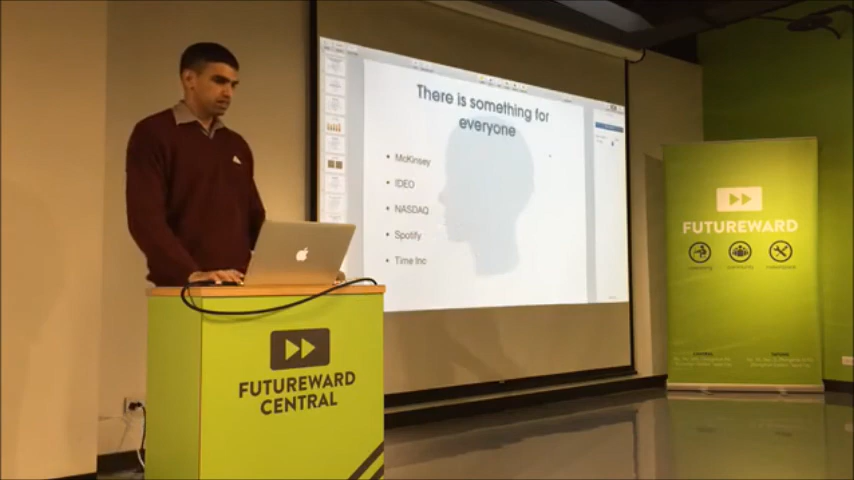 There is something for
everyone
McKinsey
IDEO
NASDAQ
Spotify
Time Inc
FUTUREWARD
CENTRAL
FUTUREWARD